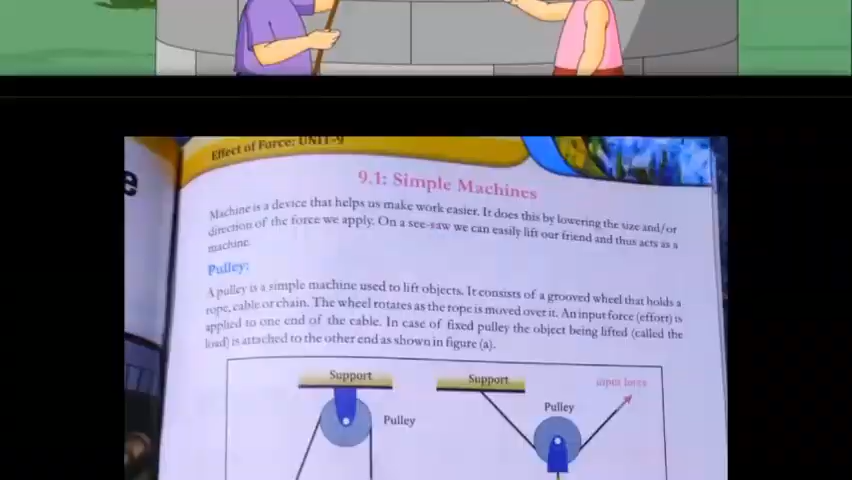 e
Effect of Force: UNIT-9
9.1: Simple Machines
Machine is a device that helps us make work easier. It does this by lowering the size and/or
direction of the force we apply. On a see-saw we can easily lift our friend and thus acts as a
machine.
Pulley:
A pulley is a simple machine used to lift objects. It consists of a grooved wheel that holds a
rope, cable or chain. The wheel rotates as the rope is moved over it. An input force (effort) is
applied to one end of the cable. In case of fixed pulley the object being lifted (called the
load) is attached to the other end as shown in figure (a).
Support
Support
input force
Pulley
Pulley